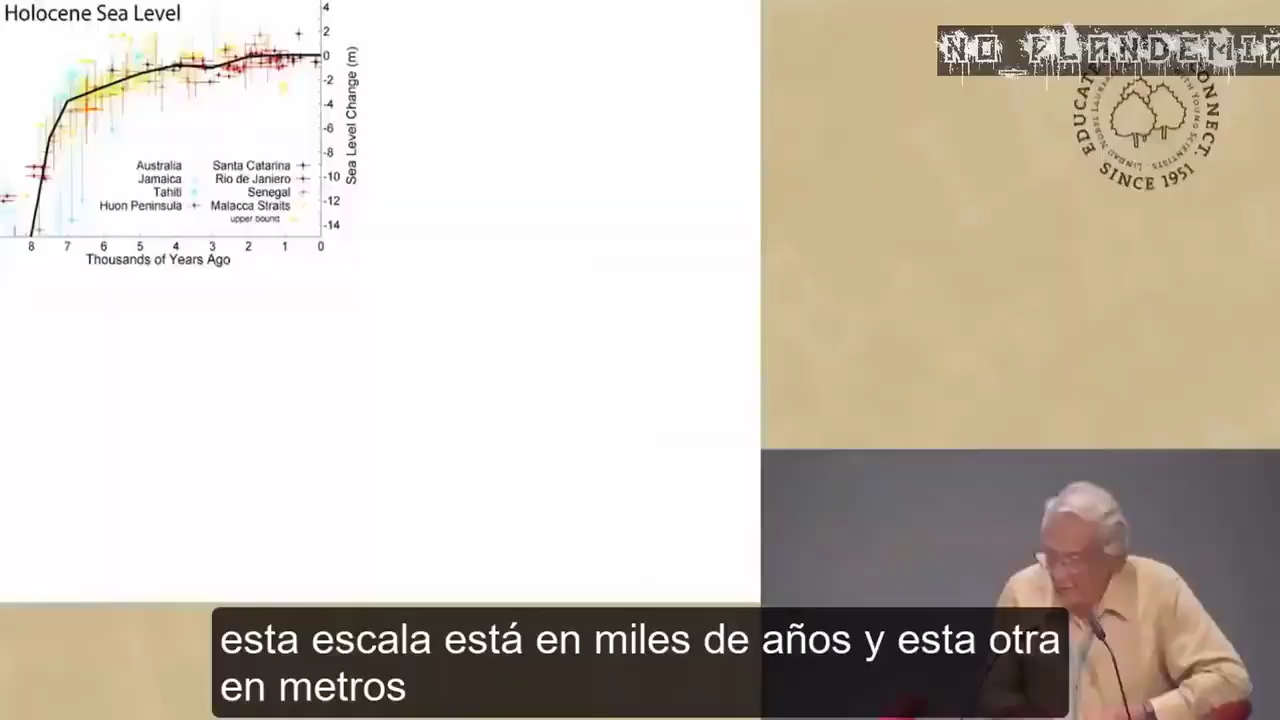 Holocene Sea Level
4
2
0
-2
-4
-6
-8
-10
-12
-14
Sea Level Change (m)
Australia
Jamaica
Tahiti
Huon Peninsula
Santa Catarina
Rio de Janiero
Senegal
Malacca Straits
upper bound
8 7 6 5 4 3 2 1 0
Thousands of Years Ago
NO_PLANDEMIA
EDUCATE.
CONNECT.
SINCE 1951
esta escala está en miles de años y esta otra
en metros